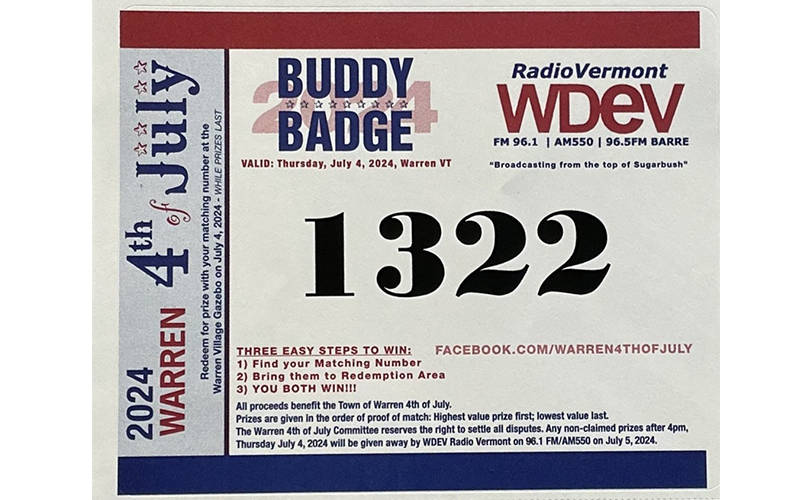 2024
WARREN 4th of July
Redeem for prize with your matching number at the
Warren Village Gazebo on July 4, 2024 - WHILE PRIZES LAST
2024
BUDDY
BADGE
VALID: Thursday, July 4, 2024, Warren VT
RadioVermont
WDEV
FM 96.1 | AM550 | 96.5FM BARRE
"Broadcasting from the top of Sugarbush"
1322
THREE EASY STEPS TO WIN:
1) Find your Matching Number
2) Bring them to Redemption Area
3) YOU BOTH WIN!!!
FACEBOOK.COM/WARREN4THOFJULY
All proceeds benefit the Town of Warren 4th of July.
Prizes are given in the order of proof of match: Highest value prize first; lowest value last.
The Warren 4th of July Committee reserves the right to settle all disputes. Any non-claimed prizes after 4pm,
Thursday July 4, 2024 will be given away by WDEV Radio Vermont on 96.1 FM/AM550 on July 5, 2024.